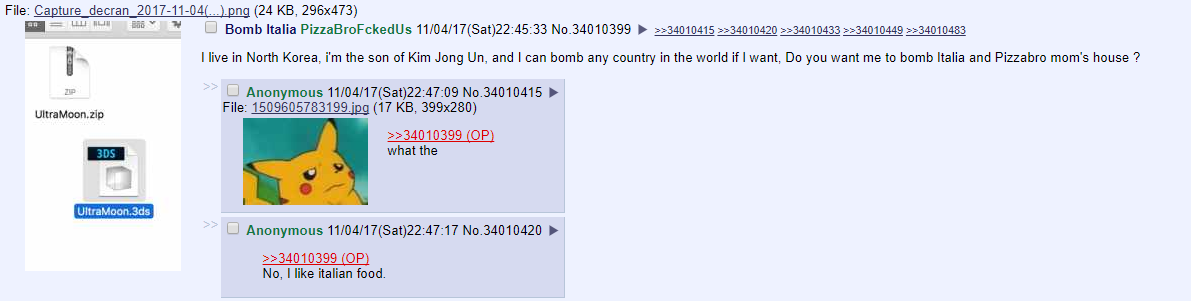 File: Capture_decran_2017-11-04(...).png (24 KB, 296x473)
Bomb Italia PizzaBroFckedUs 11/04/17(Sat)22:45:33 No.34010399 ▶ >>34010415 >>34010420 >>34010433 >>34010449 >>34010483
I live in North Korea, i'm the son of Kim Jong Un, and I can bomb any country in the world if I want, Do you want me to bomb Italia and Pizzabro mom's house ?
ZIP
UltraMoon.zip
3DS
UltraMoon.3ds
>> Anonymous 11/04/17(Sat)22:47:09 No.34010415 ▶
File: 1509605783199.jpg (17 KB, 399x280)
>>34010399 (OP)
what the
>> Anonymous 11/04/17(Sat)22:47:17 No.34010420 ▶
>>34010399 (OP)
No, I like italian food.